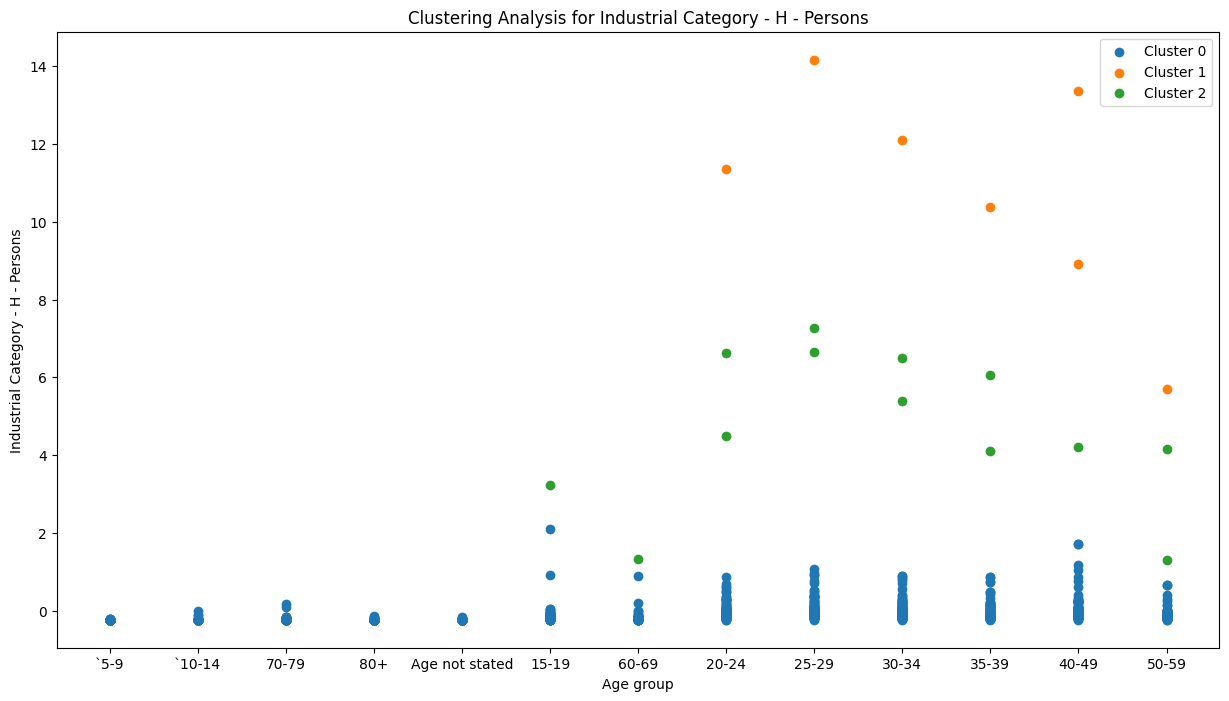 Clustering Analysis for Industrial Category - H - Persons
Cluster 0
Cluster 1
Cluster 2
14
12
10
8
6
4
2
0
Industrial Category - H - Persons
`5-9 `10-14 70-79 80+ Age not stated 15-19 60-69 20-24 25-29 30-34 35-39 40-49 50-59
Age group